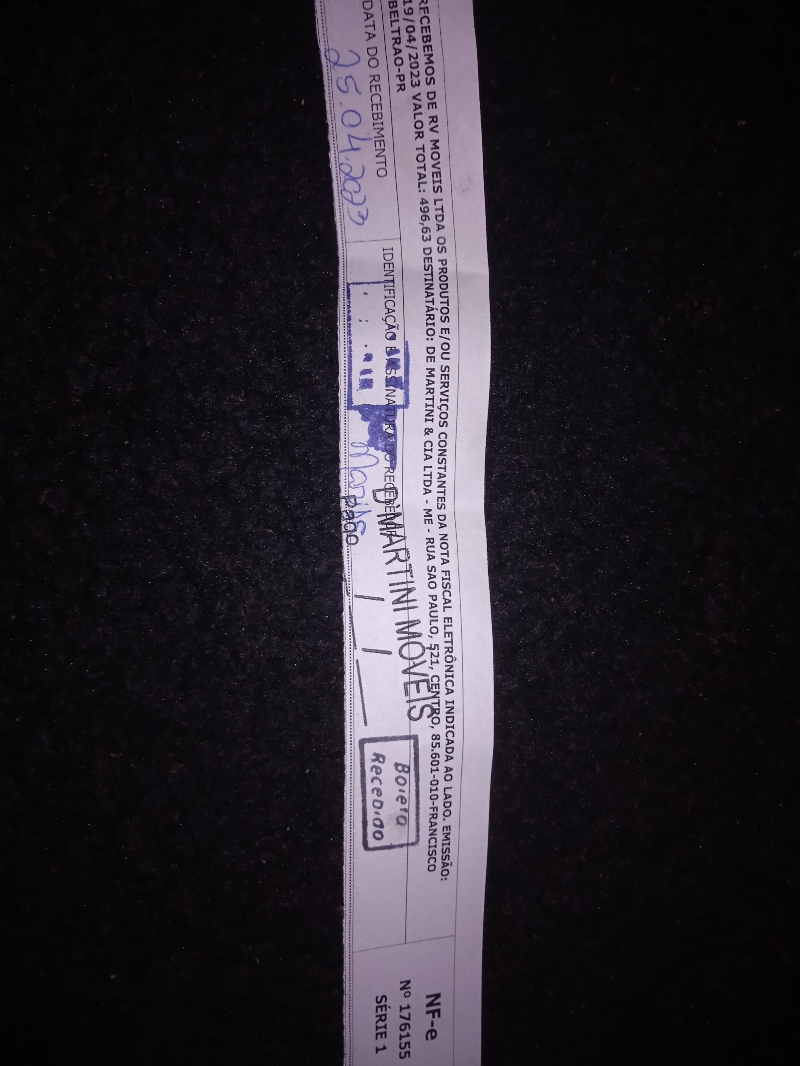 RECEBEMOS DE RV MOVEIS LTDA OS PRODUTOS E/OU SERVIÇOS CONSTANTES DA NOTA FISCAL ELETRÔNICA INDICADA AO LADO. EMISSÃO:
19/04/2023 VALOR TOTAL: 496,63 DESTINATÁRIO: DE MARTINI & CIA LTDA - ME - RUA SAO PAULO, 521, CENTRO, 85.601-010-FRANCISCO
BELTRAO-PR
DATA DO RECEBIMENTO
25.04.2023
IDENTIFICAÇÃO E ASSINATURA DO RECEBEDOR
D'MARTINI MÓVEIS
pago
Boleto
Recebido
NF-e
Nº 176155
SÉRIE 1